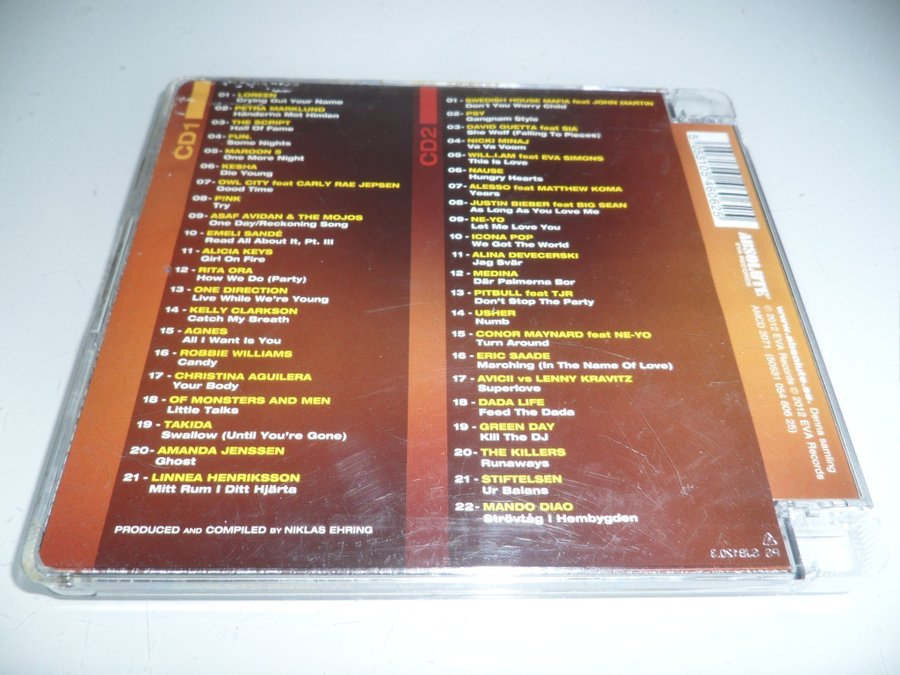 CD1
01 - LOREEN
Crying Out Your Name
02 - PETRA MARKLUND
Händerna Mot Himlen
03 - THE SCRIPT
Hall Of Fame
04 - FUN.
Some Nights
05 - MAROON 5
One More Night
06 - KESHA
Die Young
07 - OWL CITY feat CARLY RAE JEPSEN
Good Time
08 - P!NK
Try
09 - ASAF AVIDAN & THE MOJOS
One Day/Reckoning Song
10 - EMELI SANDÉ
Read All About It, Pt. III
11 - ALICIA KEYS
Girl On Fire
12 - RITA ORA
How We Do (Party)
13 - ONE DIRECTION
Live While We're Young
14 - KELLY CLARKSON
Catch My Breath
15 - AGNES
All I Want Is You
16 - ROBBIE WILLIAMS
Candy
17 - CHRISTINA AGUILERA
Your Body
18 - OF MONSTERS AND MEN
Little Talks
19 - TAKIDA
Swallow (Until You're Gone)
20 - AMANDA JENSSEN
Ghost
21 - LINNEA HENRIKSSON
Mitt Rum I Ditt Hjärta
PRODUCED AND COMPILED BY NIKLAS EHRING
CD2
01 - SWEDISH HOUSE MAFIA feat JOHN MARTIN
Don't You Worry Child
02 - PSY
Gangnam Style
03 - DAVID GUETTA feat SIA
She Wolf (Falling To Pieces)
04 - NICKI MINAJ
Va Va Voom
05 - WILL.I.AM feat EVA SIMONS
This Is Love
06 - NAUSE
Hungry Hearts
07 - ALESSO feat MATTHEW KOMA
Years
08 - JUSTIN BIEBER feat BIG SEAN
As Long As You Love Me
09 - NE-YO
Let Me Love You
10 - ICONA POP
We Got The World
11 - ALINA DEVECERSKI
Jag Svär
12 - MEDINA
Där Palmerna Bor
13 - PITBULL feat TJR
Don't Stop The Party
14 - USHER
Numb
15 - CONOR MAYNARD feat NE-YO
Turn Around
16 - ERIC SAADE
Marching (In The Name Of Love)
17 - AVICII vs LENNY KRAVITZ
Superlove
18 - DADA LIFE
Feed The Dada
19 - GREEN DAY
Kill The DJ
20 - THE KILLERS
Runaways
21 - STIFTELSEN
Ur Balans
22 - MANDO DIAO
Strövtåg I Hembygden
ABSOLUTE
EVA RECORDS
www.absolute.se. Denna samling
℗ 2012 EVA Records © 2012 EVA Records
AMCD 2071 (50531 054 606 25)